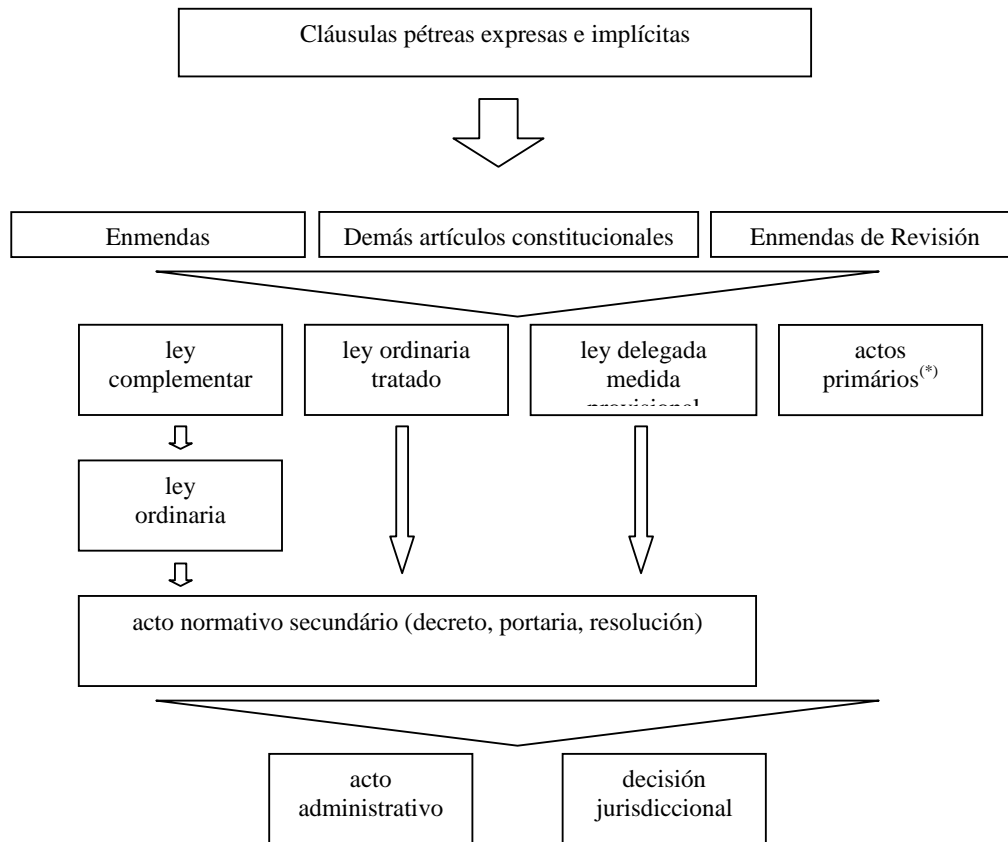 Cláusulas pétreas expresas e implícitas
Enmendas
Demás artículos constitucionales
Enmendas de Revisión
ley
complementar
ley ordinaria
tratado
ley delegada
medida
provisional
actos
primários(*)
ley
ordinaria
acto normativo secundário (decreto, portaria, resolución)
acto
administrativo
decisión
jurisdiccional